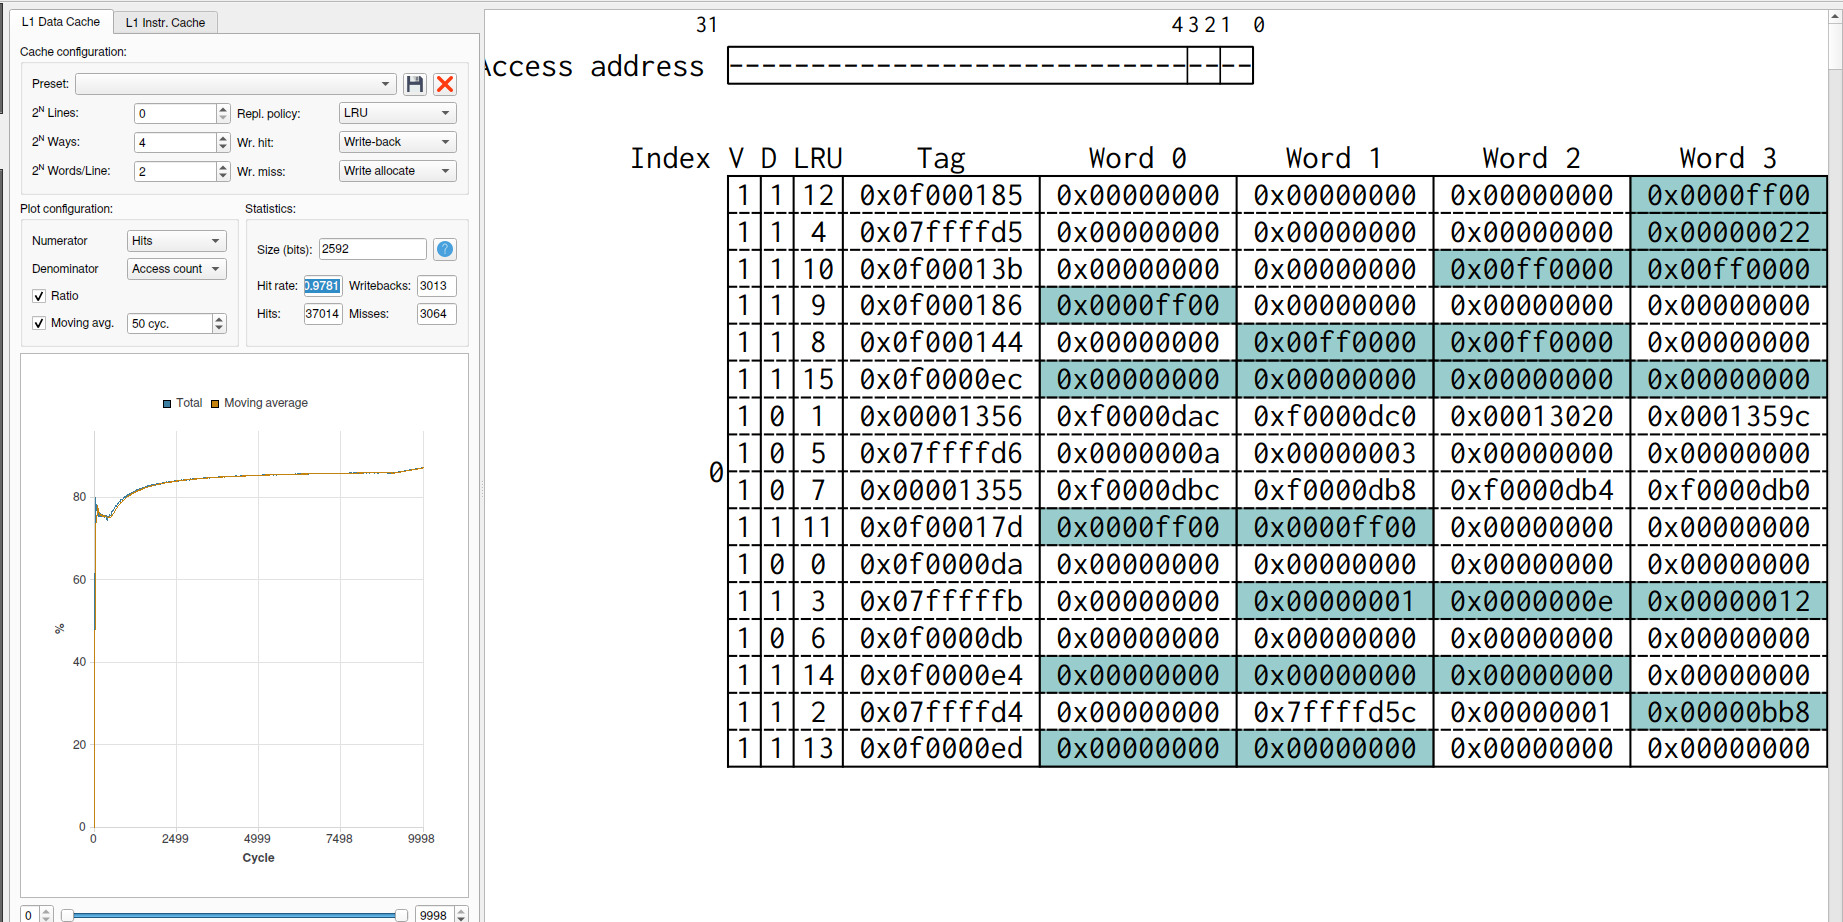 L1 Data Cache L1 Instr. Cache
Cache configuration:
Preset:
2^N Lines: 0 Repl. policy: LRU
2^N Ways: 4 Wr. hit: Write-back
2^N Words/Line: 2 Wr. miss: Write allocate
Plot configuration: Statistics:
Numerator Hits
Denominator Access count
Ratio
Moving avg. 50 cyc.
Size (bits): 2592 ?
Hit rate: 0.9781 Writebacks: 3013
Hits: 37014 Misses: 3064
Total Moving average
80
60
40
20
0
%
0 2499 4999 7498 9998
Cycle
0 9998
31 4 3 2 1 0
Access address
Index V D LRU Tag Word 0 Word 1 Word 2 Word 3
1 1 12 0x0f000185 0x00000000 0x00000000 0x00000000 0x0000ff00
1 1 4 0x07ffffd5 0x00000000 0x00000000 0x00000000 0x00000022
1 1 10 0x0f00013b 0x00000000 0x00000000 0x00ff0000 0x00ff0000
1 1 9 0x0f000186 0x0000ff00 0x00000000 0x00000000 0x00000000
1 1 8 0x0f000144 0x00000000 0x00ff0000 0x00ff0000 0x00000000
1 1 15 0x0f0000ec 0x00000000 0x00000000 0x00000000 0x00000000
1 0 1 0x00001356 0xf0000dac 0xf0000dc0 0x00013020 0x0001359c
1 0 5 0x07ffffd6 0x0000000a 0x00000003 0x00000000 0x00000000
0
1 0 7 0x00001355 0xf0000dbc 0xf0000db8 0xf0000db4 0xf0000db0
1 1 11 0x0f00017d 0x0000ff00 0x0000ff00 0x00000000 0x00000000
1 0 0 0x0f0000da 0x00000000 0x00000000 0x00000000 0x00000000
1 1 3 0x07fffffb 0x00000000 0x00000001 0x0000000e 0x00000012
1 0 6 0x0f0000db 0x00000000 0x00000000 0x00000000 0x00000000
1 1 14 0x0f0000e4 0x00000000 0x00000000 0x00000000 0x00000000
1 1 2 0x07ffffd4 0x00000000 0x7ffffd5c 0x00000001 0x00000bb8
1 1 13 0x0f0000ed 0x00000000 0x00000000 0x00000000 0x00000000